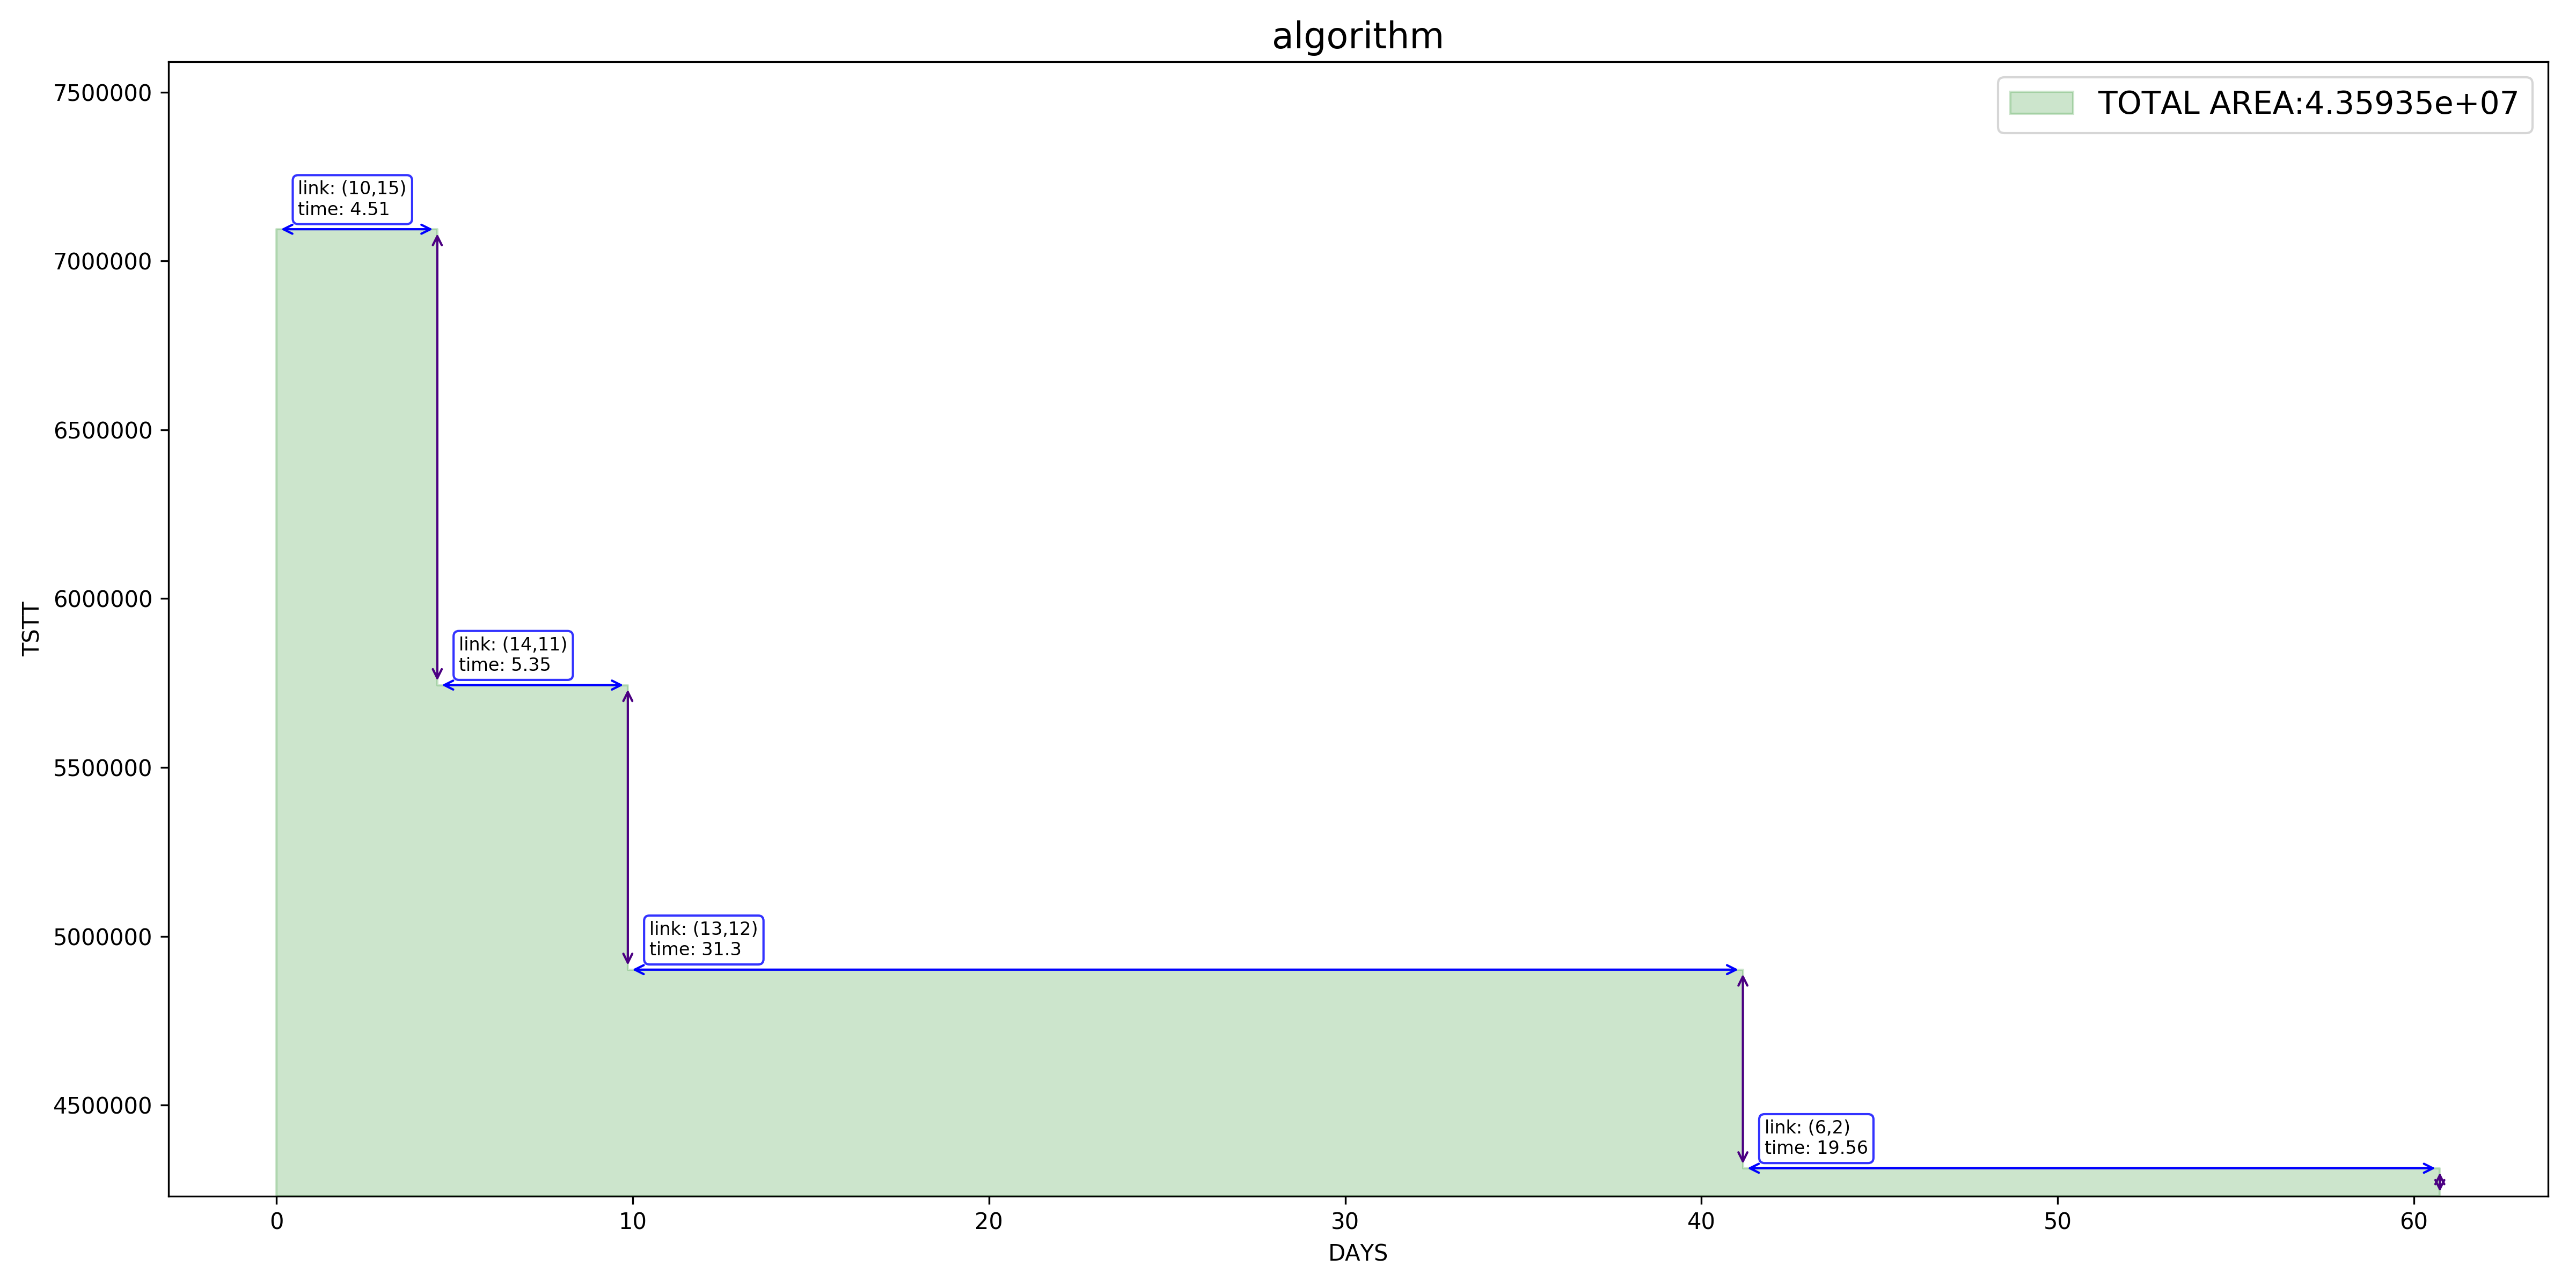 algorithm
TOTAL AREA:4.35935e+07
TSTT
7500000
7000000
6500000
6000000
5500000
5000000
4500000
link: (10,15)
time: 4.51
link: (14,11)
time: 5.35
link: (13,12)
time: 31.3
link: (6,2)
time: 19.56
0 10 20 30 40 50 60
DAYS